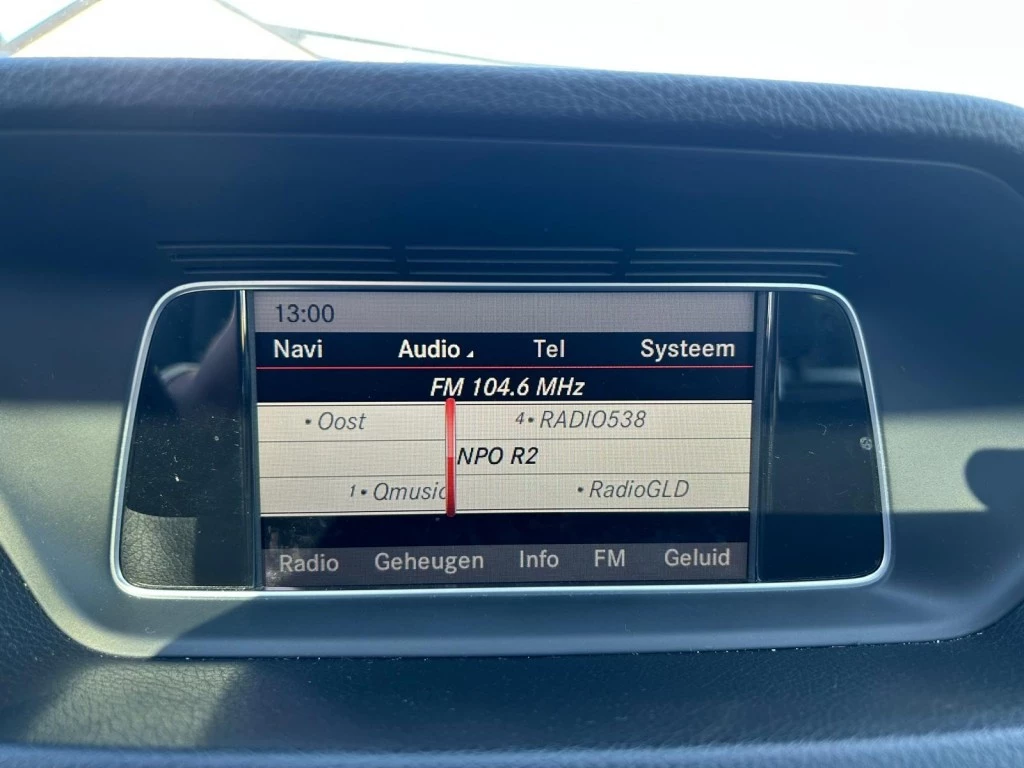 13:00
Navi Audio Tel Systeem
FM 104.6 MHz
• Oost 4• RADIO538
NPO R2
1• Qmusic • RadioGLD
Radio Geheugen Info FM Geluid